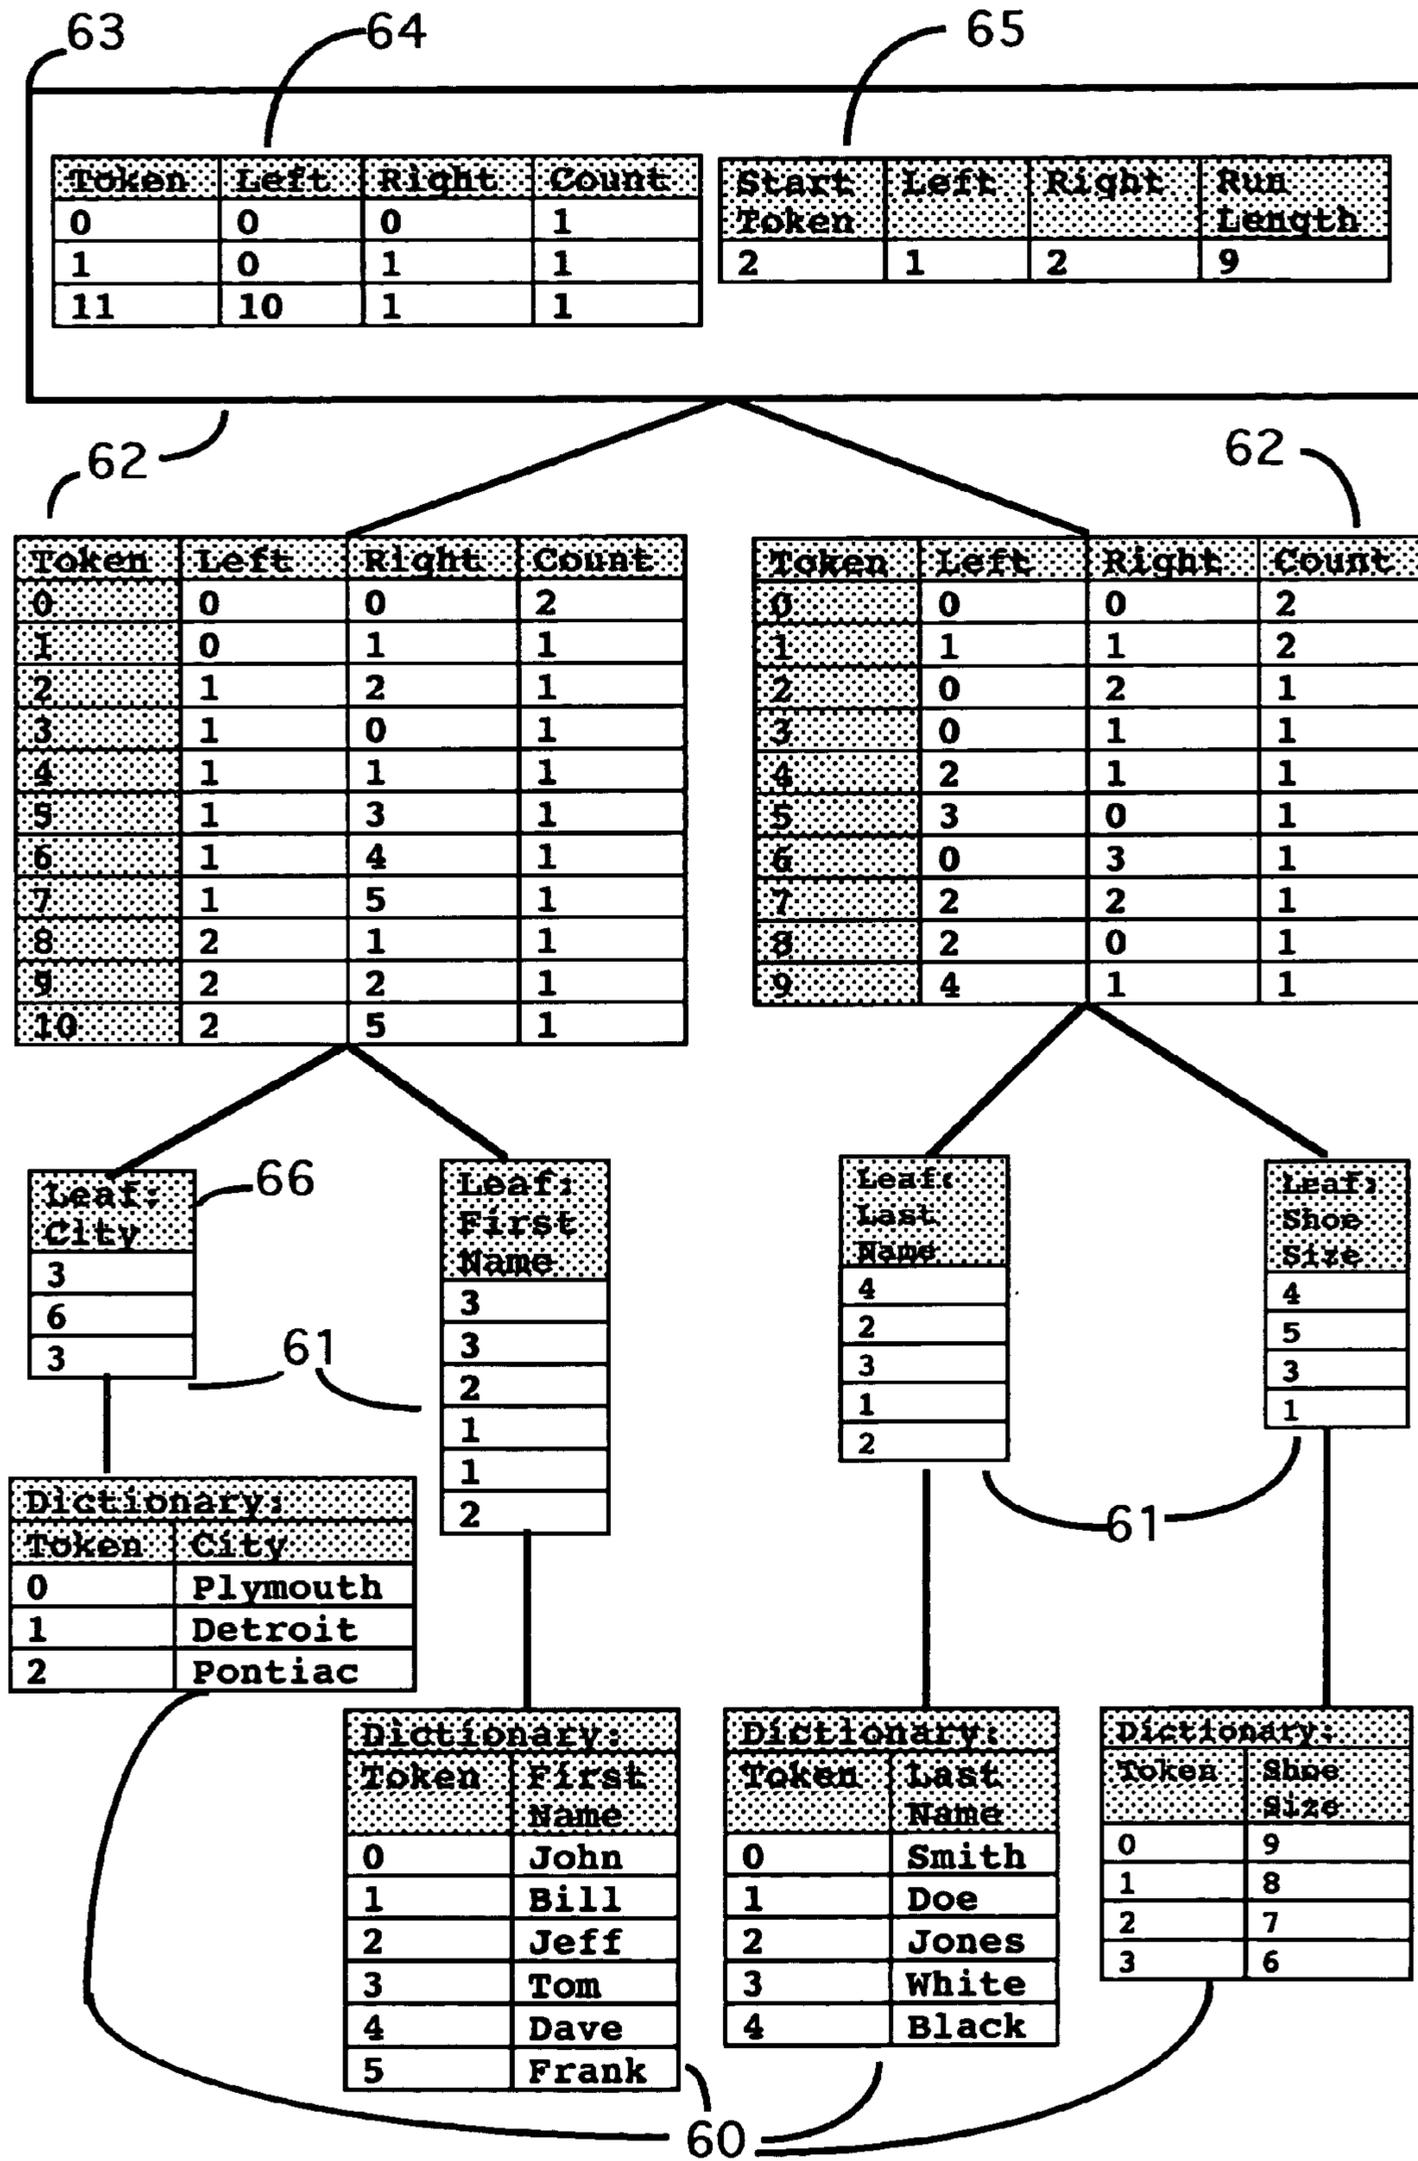 63 64 65
Token Left Right Count
0 0 0 1
1 0 1 1
11 10 1 1
Start Left Right Run
Token Length
2 1 2 9
62 62
Token Left Right Count
0 0 0 2
1 0 1 1
2 1 2 1
3 1 0 1
4 1 1 1
5 1 3 1
6 1 4 1
7 1 5 1
8 2 1 1
9 2 2 1
10 2 5 1
Token Left Right Count
0 0 0 2
1 1 1 2
2 0 2 1
3 0 1 1
4 2 1 1
5 3 0 1
6 0 3 1
7 2 2 1
8 2 0 1
9 4 1 1
Leaf:
City
3
6
3
66
Leaf:
First
Name
3
3
2
1
1
2
61
Leaf:
Last
Name
4
2
3
1
2
Leaf:
Shoe
Size
4
5
3
1
61
Dictionary:
Token City
0 Plymouth
1 Detroit
2 Pontiac
Dictionary:
Token First
Name
0 John
1 Bill
2 Jeff
3 Tom
4 Dave
5 Frank
Dictionary:
Token Last
Name
0 Smith
1 Doe
2 Jones
3 White
4 Black
Dictionary:
Token Shoe
Size
0 9
1 8
2 7
3 6
60